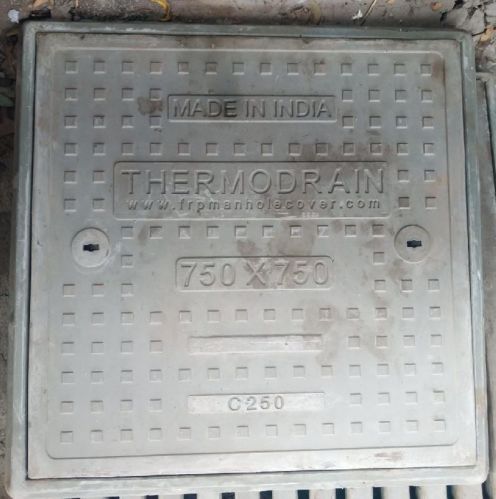 MADE IN INDIA
THERMODRAIN
www.frpmanholecover.com
750 X 750
C250